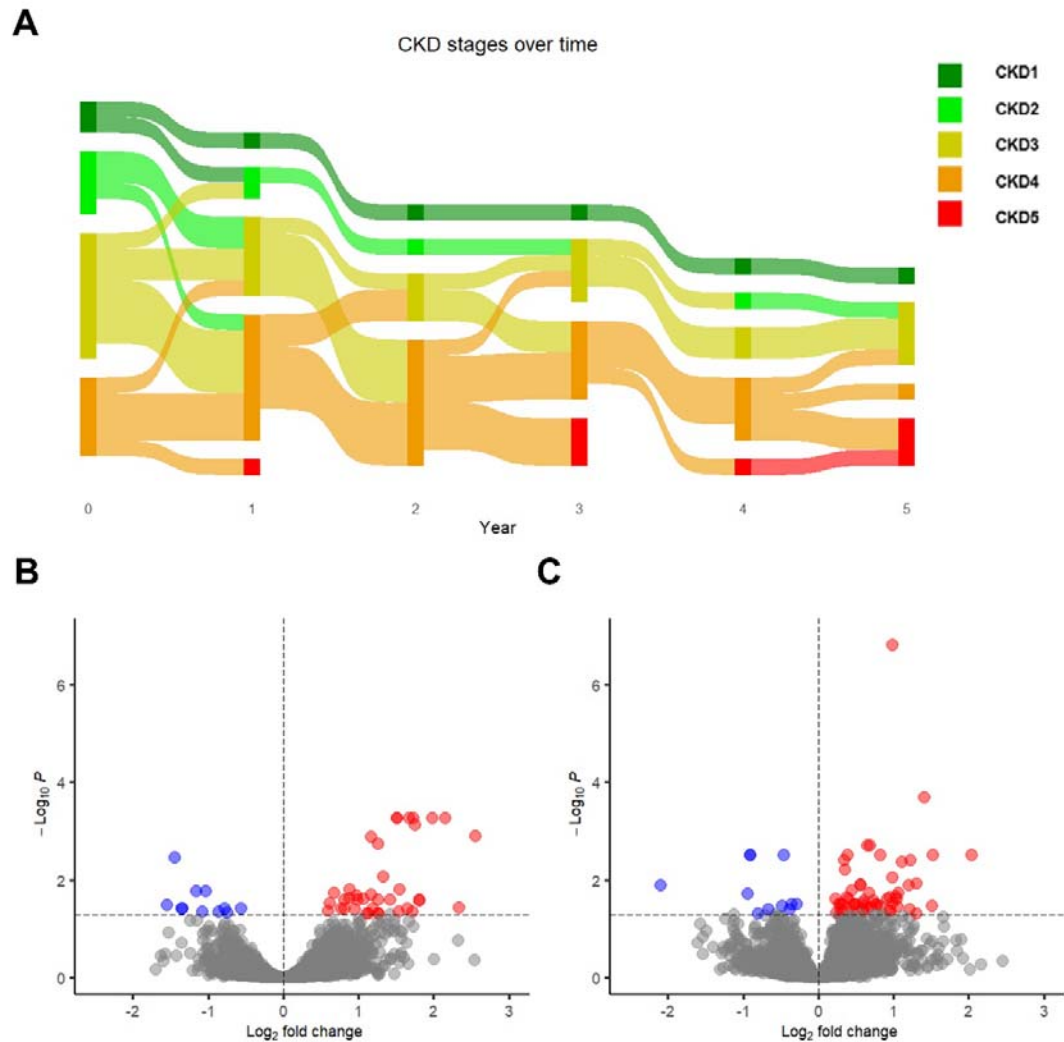 A
CKD stages over time
CKD1
CKD2
CKD3
CKD4
CKD5
0 1 2 3 4 5
Year
B
C
6
4
2
0
-2 -1 0 1 2 3
Log2 fold change
− Log10 P
6
4
2
0
-2 -1 0 1 2 3
Log2 fold change
− Log10 P